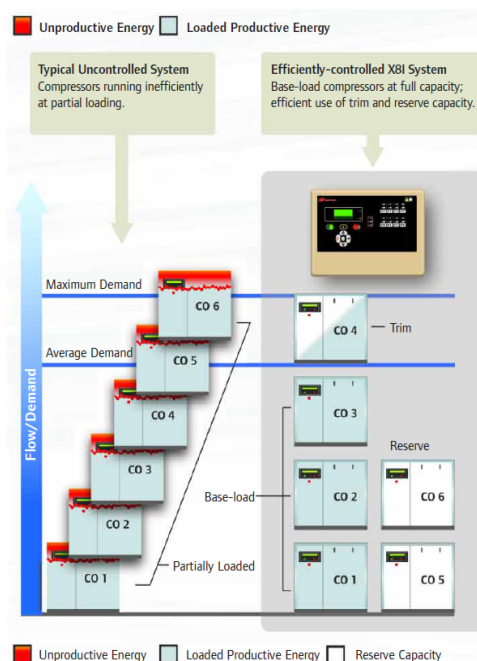 Unproductive Energy Loaded Productive Energy
Typical Uncontrolled System
Compressors running inefficiently
at partial loading.
Efficiently-controlled X8I System
Base-load compressors at full capacity;
efficient use of trim and reserve capacity.
Flow/Demand
Maximum Demand
Average Demand
CO 6
CO 5
CO 4
CO 3
CO 2
CO 1
Partially Loaded
Base-load
CO 4
Trim
CO 3
Reserve
CO 2
CO 6
CO 1
CO 5
Unproductive Energy Loaded Productive Energy Reserve Capacity